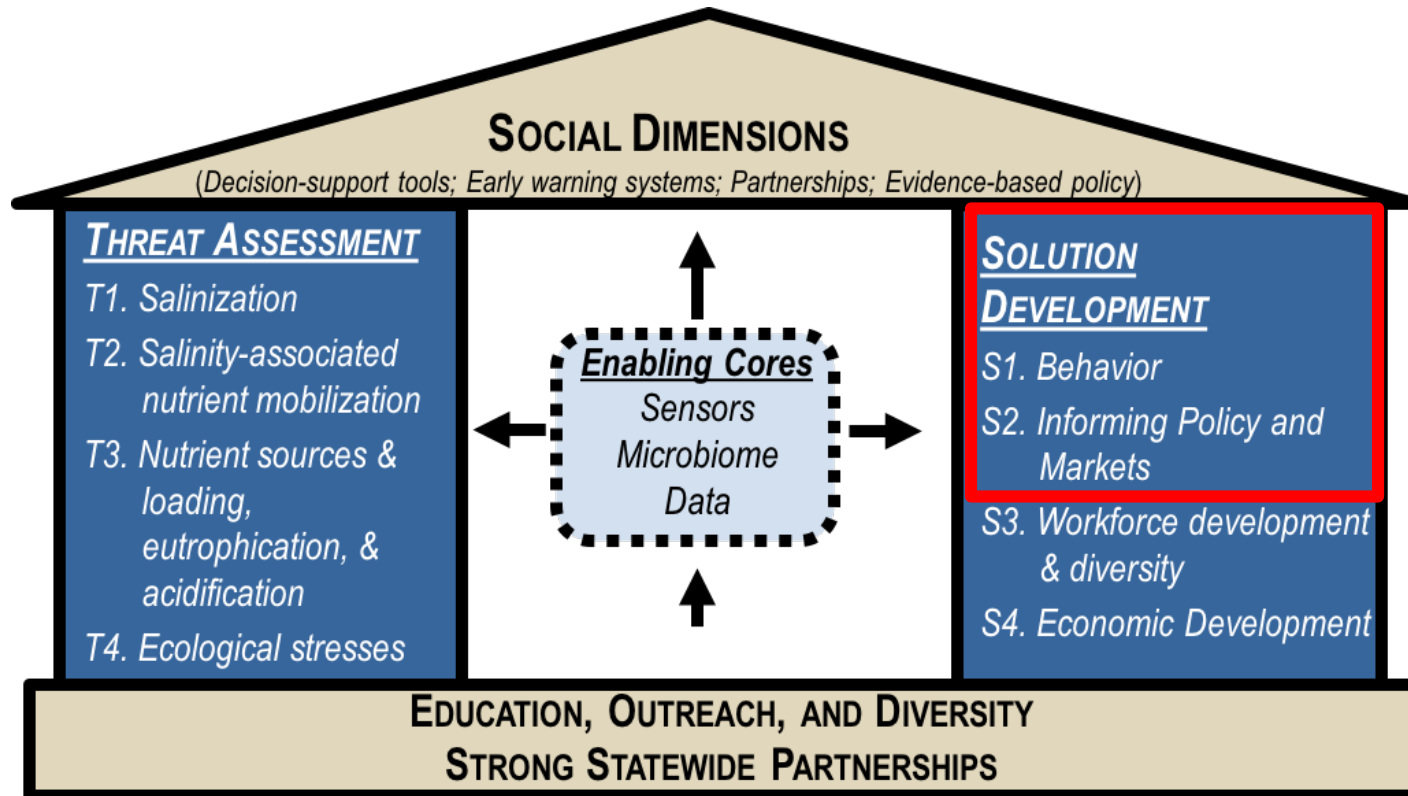 SOCIAL DIMENSIONS
(Decision-support tools; Early warning systems; Partnerships; Evidence-based policy)
THREAT ASSESSMENT
T1. Salinization
T2. Salinity-associated
nutrient mobilization
T3. Nutrient sources &
loading,
eutrophication, &
acidification
T4. Ecological stresses
Enabling Cores
Sensors
Microbiome
Data
SOLUTION
DEVELOPMENT
S1. Behavior
S2. Informing Policy and
Markets
S3. Workforce development
& diversity
S4. Economic Development
EDUCATION, OUTREACH, AND DIVERSITY
STRONG STATEWIDE PARTNERSHIPS